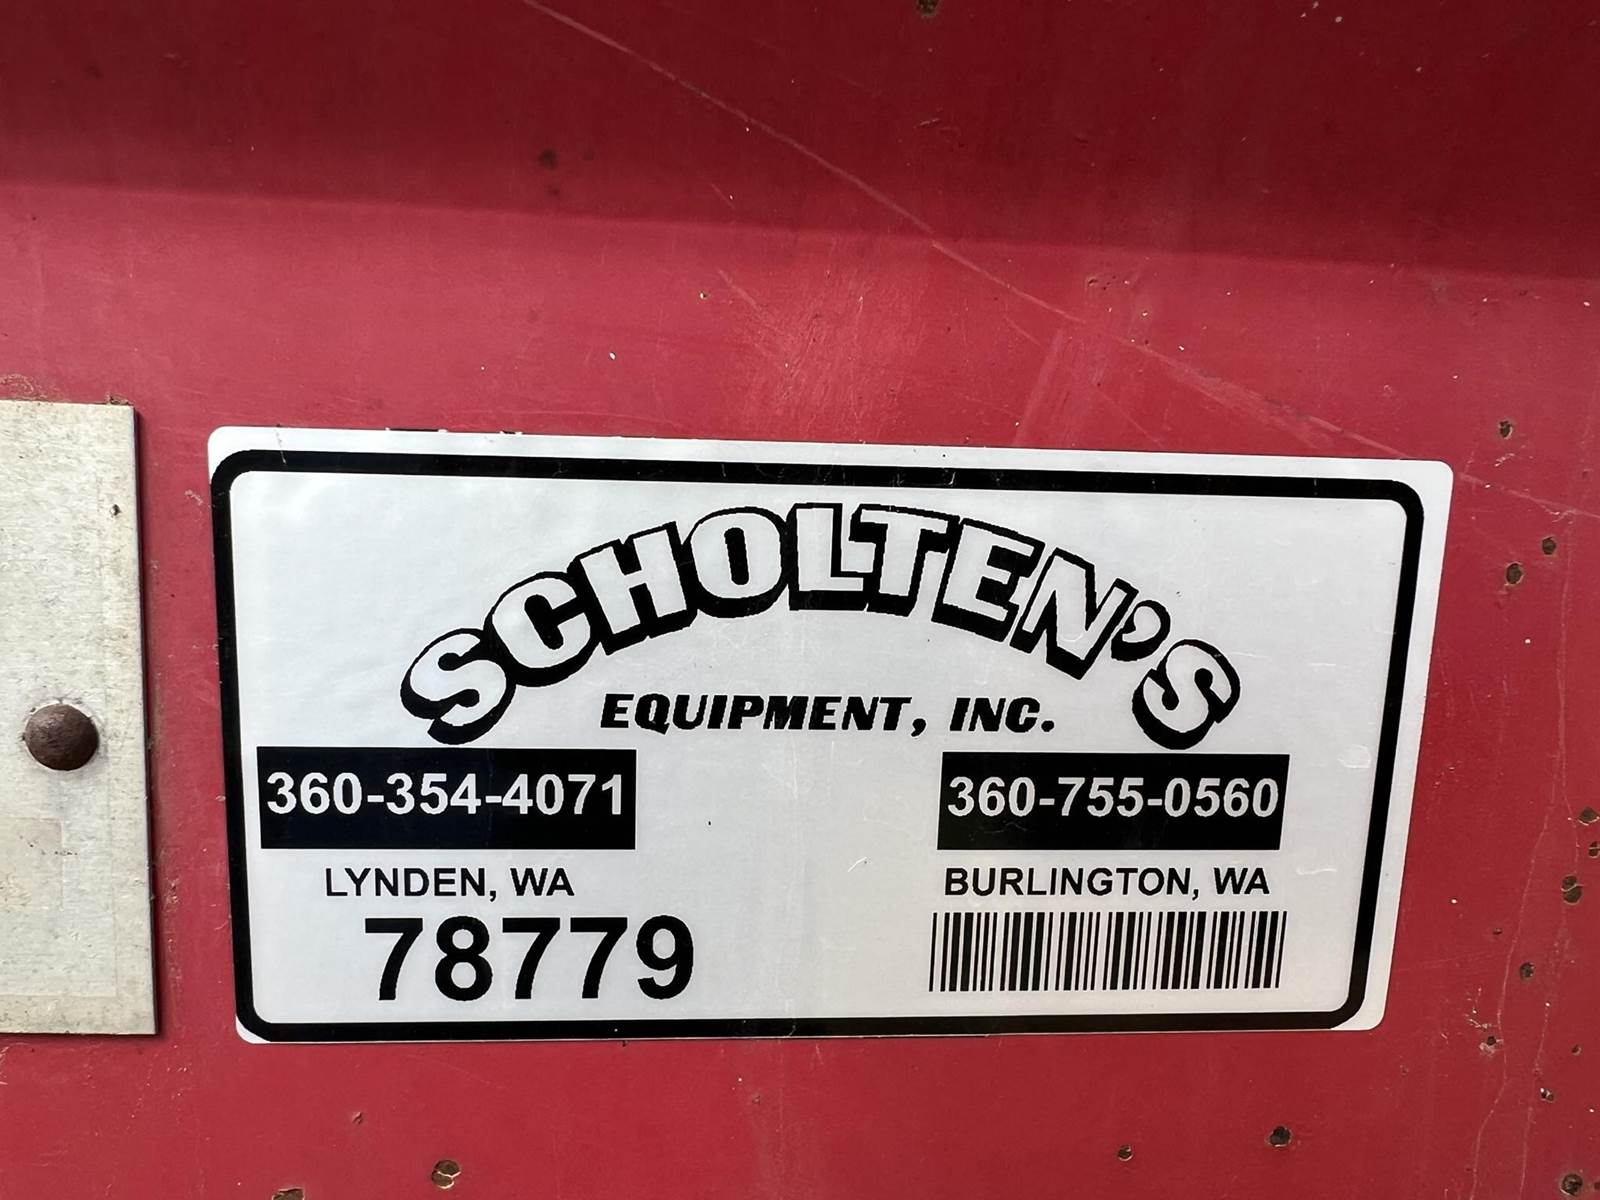 SCHOLTEN'S
EQUIPMENT, INC.
360-354-4071
LYNDEN, WA
360-755-0560
BURLINGTON, WA
78779